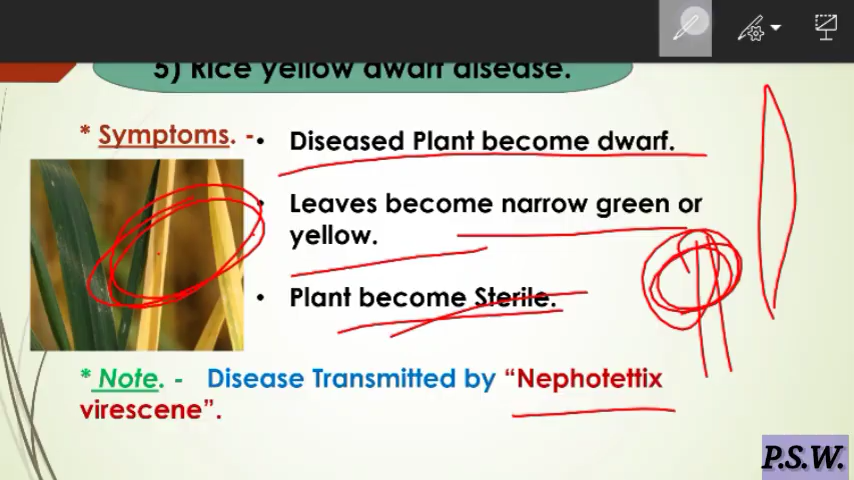 5) Rice yellow dwarf disease.
* Symptoms. -
• Diseased Plant become dwarf.
• Leaves become narrow green or
yellow.
• Plant become Sterile.
* Note. - Disease Transmitted by “Nephotettix
virescene”.
P.S.W.